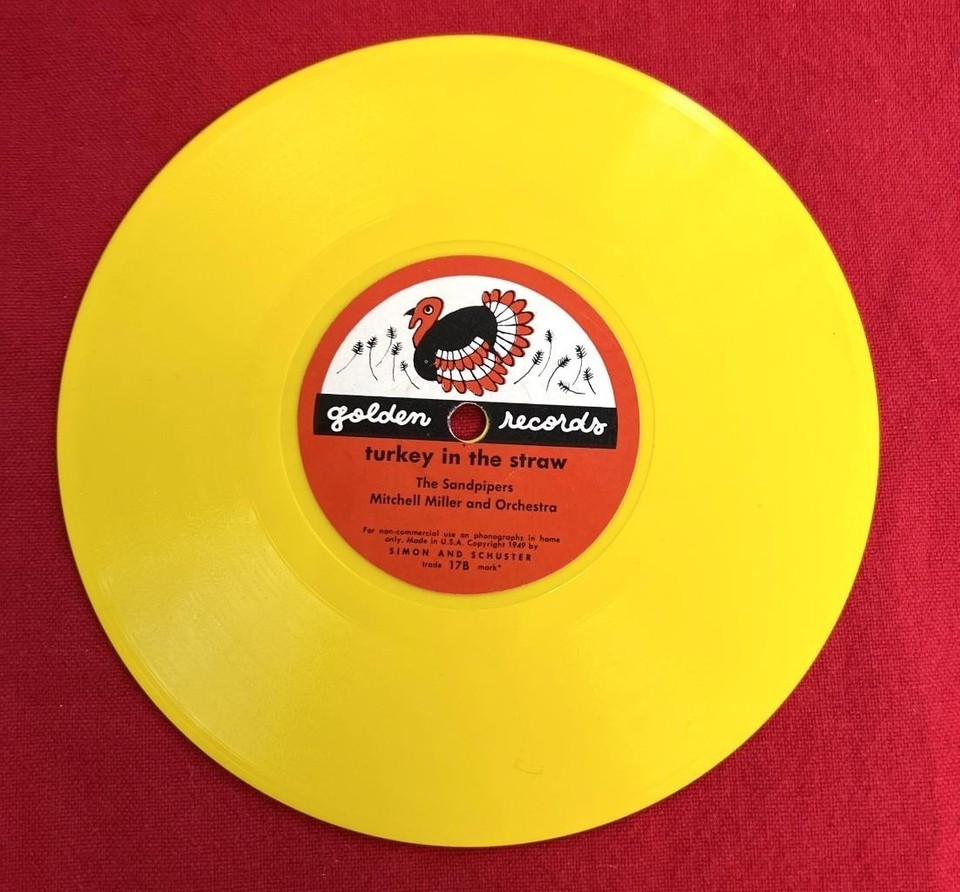 golden records
turkey in the straw
The Sandpipers
Mitchell Miller and Orchestra
For non-commercial use on phonographs in home
only. Made in U.S.A. Copyright 1949 by
SIMON AND SCHUSTER
trade 17B mark*